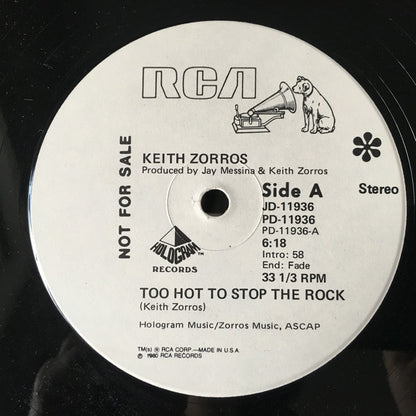 RCA
NOT FOR SALE
KEITH ZORROS
Produced by Jay Messina & Keith Zorros
Side A
Stereo
JD-11936
PD-11936
PD-11936-A
6:18
Intro: 58
End: Fade
33 1/3 RPM
HOLOGRAM TM
RECORDS
TOO HOT TO STOP THE ROCK
(Keith Zorros)
Hologram Music/Zorros Music, ASCAP
TM(s) ® RCA CORP.—MADE IN U.S.A.
℗ 1980 RCA RECORDS